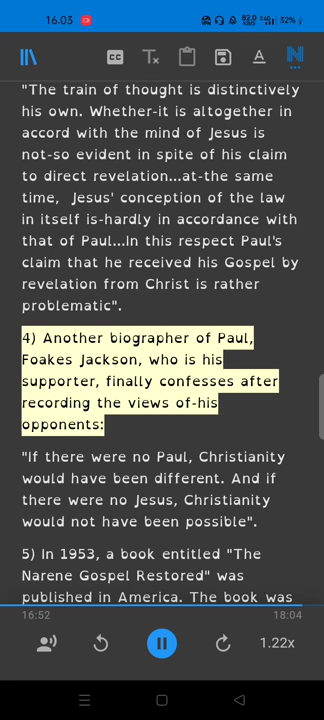 16.03
82.0
KB/S
32%
CC
"The train of thought is distinctively
his own. Whether-it is altogether in
accord with the mind of Jesus is
not-so evident in spite of his claim
to direct revelation...at-the same
time,  Jesus' conception of the law
in itself is-hardly in accordance with
that of Paul...In this respect Paul's
claim that he received his Gospel by
revelation from Christ is rather
problematic".
4) Another biographer of Paul,
Foakes Jackson, who is his
supporter, finally confesses after
recording the views of-his
opponents:
"If there were no Paul, Christianity
would have been different. And if
there were no Jesus, Christianity
would not have been possible".
5) In 1953, a book entitled "The
Narene Gospel Restored" was
published in America. The book was
16:52
18:04
1.22x